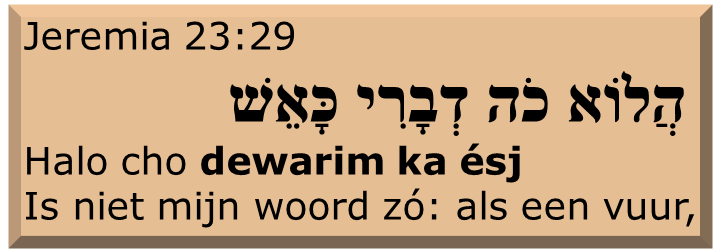 Jeremia 23:29
הֲלוֹא כֹה דְבָרִי כָּאֵשׁ
Halo cho dewarim ka ésj
Is niet mijn woord zó: als een vuur,